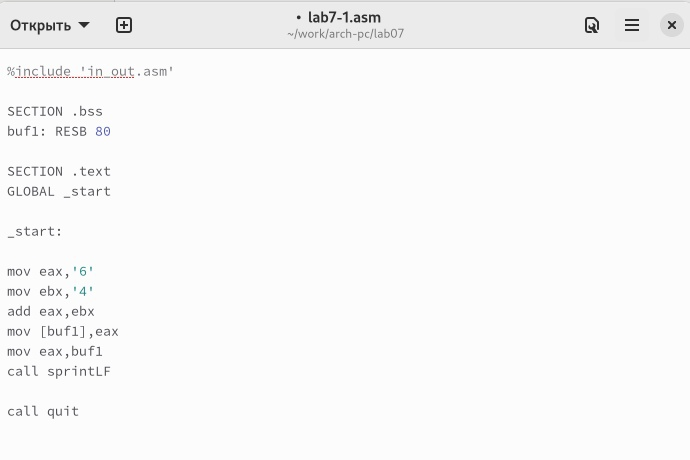 Открыть
• lab7-1.asm
~/work/arch-pc/lab07
%include 'in_out.asm'
SECTION .bss
buf1: RESB 80
SECTION .text
GLOBAL _start
_start:
mov eax,'6'
mov ebx,'4'
add eax,ebx
mov [buf1],eax
mov eax,buf1
call sprintLF
call quit